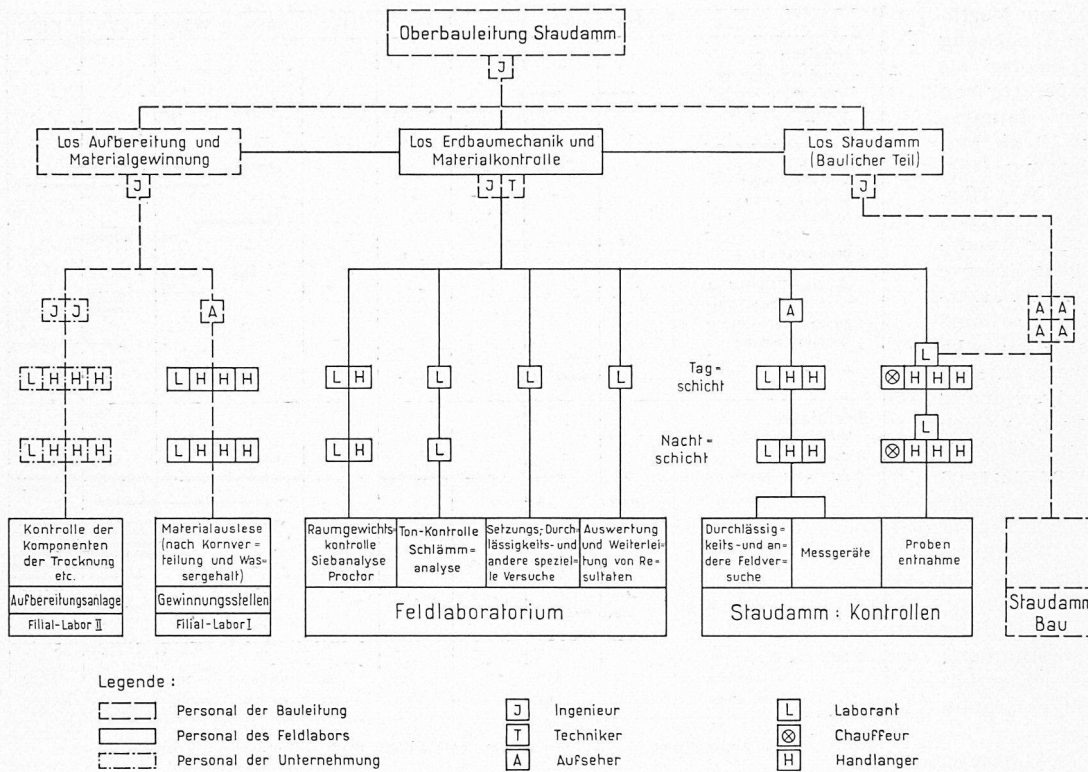 Oberbauleitung Staudamm
J
Los Aufbereitung und
Materialgewinnung
J
Los Erdbaumechanik und
Materialkontrolle
J T
Los Staudamm
(Baulicher Teil)
J
J J
A
A
A A
A A
Tag=
schicht
L H H H
L H H H
L H
L
L
L
L H H
L
⊗ H H H
Nacht=
schicht
L H H H
L H H H
L H
L
L H H
L
⊗ H H H
Kontrolle der
Komponenten
der Trocknung
etc.
Aufbereitungsanlage
Filial-Labor II
Materialauslese
(nach Kornver=
teilung und Was=
sergehalt)
Gewinnungsstellen
Filial-Labor I
Raumgewichts=
kontrolle
Siebanalyse
Proctor
Ton-Kontrolle
Schlämm=
analyse
Setzungs,-Durch=
lässigkeits-und
andere speziel=
le Versuche
Auswertung
und Weiterlei=
tung von Re=
sultaten
Feldlaboratorium
Durchlässig=
keits-und an=
dere Feldver=
suche
Messgeräte
Proben
entnahme
Staudamm : Kontrollen
Staudamm
Bau
Legende :
Personal der Bauleitung
Personal des Feldlabors
Personal der Unternehmung
J Ingenieur
T Techniker
A Aufseher
L Laborant
⊗ Chauffeur
H Handlanger